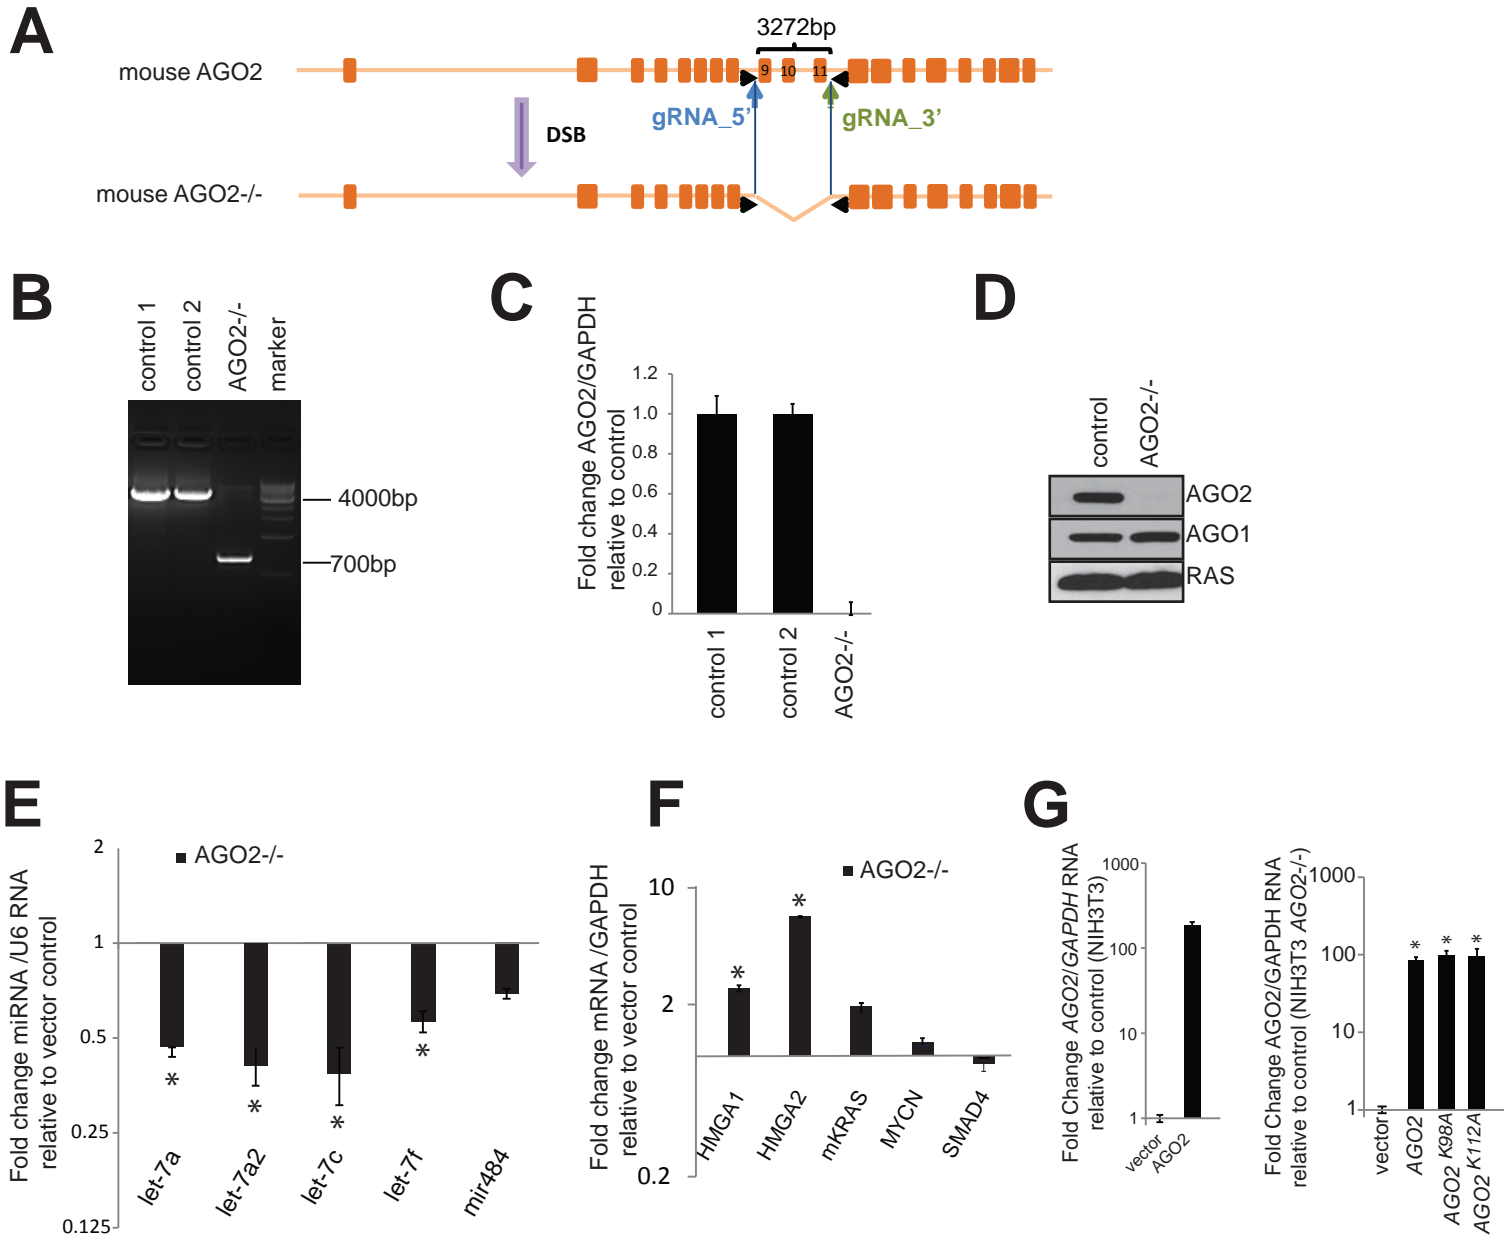 A
3272bp
mouse AGO2
9 10 11
gRNA_5’
gRNA_3’
DSB
mouse AGO2-/-
B
control 1
control 2
AGO2-/-
marker
4000bp
700bp
C
Fold change AGO2/GAPDH
relative to control
1.2
1.0
0.8
0.6
0.4
0.2
0
control 1
control 2
AGO2-/-
D
control
AGO2-/-
AGO2
AGO1
RAS
E
Fold change miRNA /U6 RNA
relative to vector control
AGO2-/-
2
1
0.5
0.25
0.125
*
*
*
*
let-7a
let-7a2
let-7c
let-7f
mir484
F
Fold change mRNA /GAPDH
relative to vector control
AGO2-/-
10
2
0.2
*
*
HMGA1
HMGA2
mKRAS
MYCN
SMAD4
G
Fold Change AGO2/GAPDH RNA
relative to control (NIH3T3)
1000
100
10
1
vector
AGO2
Fold Change AGO2/GAPDH RNA
relative to control (NIH3T3 AGO2-/-)
1000
100
10
1
* * *
vector
AGO2
AGO2 K98A
AGO2 K112A